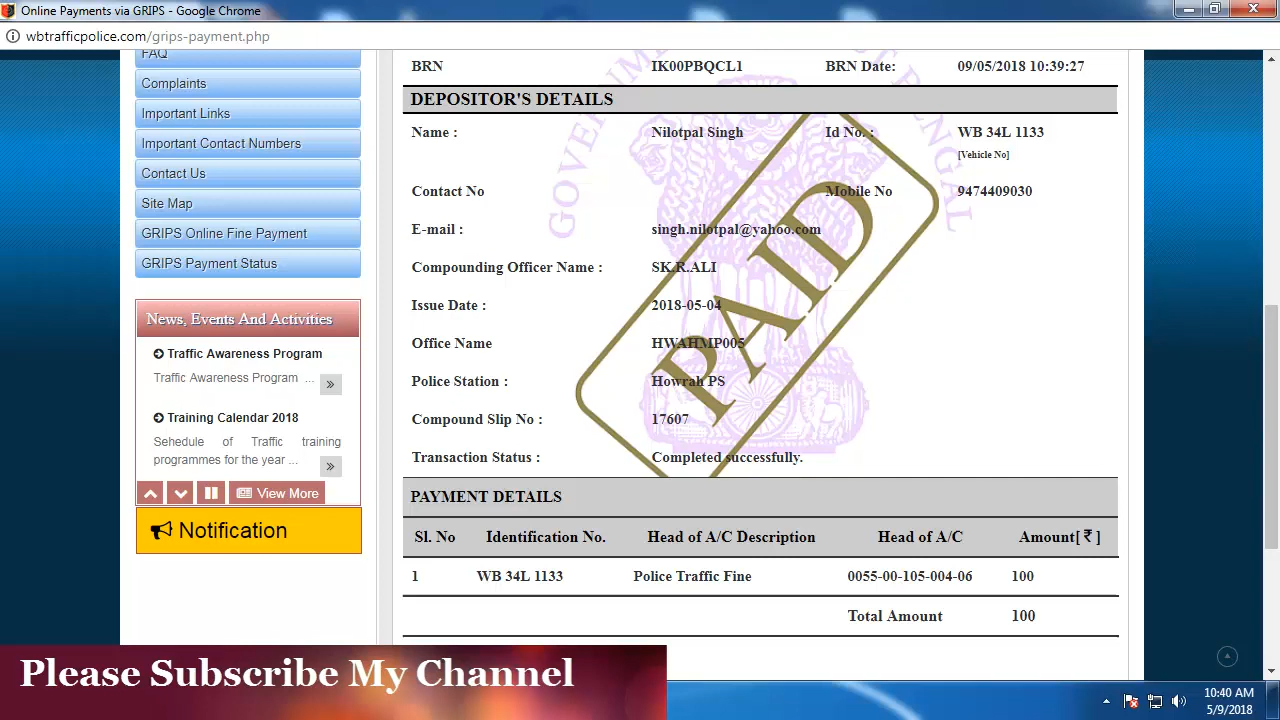 Online Payments via GRIPS - Google Chrome
wbtrafficpolice.com/grips-payment.php
FAQ
Complaints
Important Links
Important Contact Numbers
Contact Us
Site Map
GRIPS Online Fine Payment
GRIPS Payment Status
News, Events And Activities
Traffic Awareness Program
Traffic Awareness Program ...
Training Calendar 2018
Sehedule of Traffic training
programmes for the year ...
View More
Notification
BRN IK00PBQCL1 BRN Date: 09/05/2018 10:39:27
DEPOSITOR'S DETAILS
Name : Nilotpal Singh Id No. : WB 34L 1133
[Vehicle No]
Contact No Mobile No 9474409030
E-mail : singh.nilotpal@yahoo.com
Compounding Officer Name : SK.R.ALI
Issue Date : 2018-05-04
Office Name HWAHMP005
Police Station : Howrah PS
Compound Slip No : 17607
Transaction Status : Completed successfully.
PAID
PAYMENT DETAILS
Sl. No Identification No. Head of A/C Description Head of A/C Amount[ ₹ ]
1 WB 34L 1133 Police Traffic Fine 0055-00-105-004-06 100
Total Amount 100
Please Subscribe My Channel
10:40 AM
5/9/2018